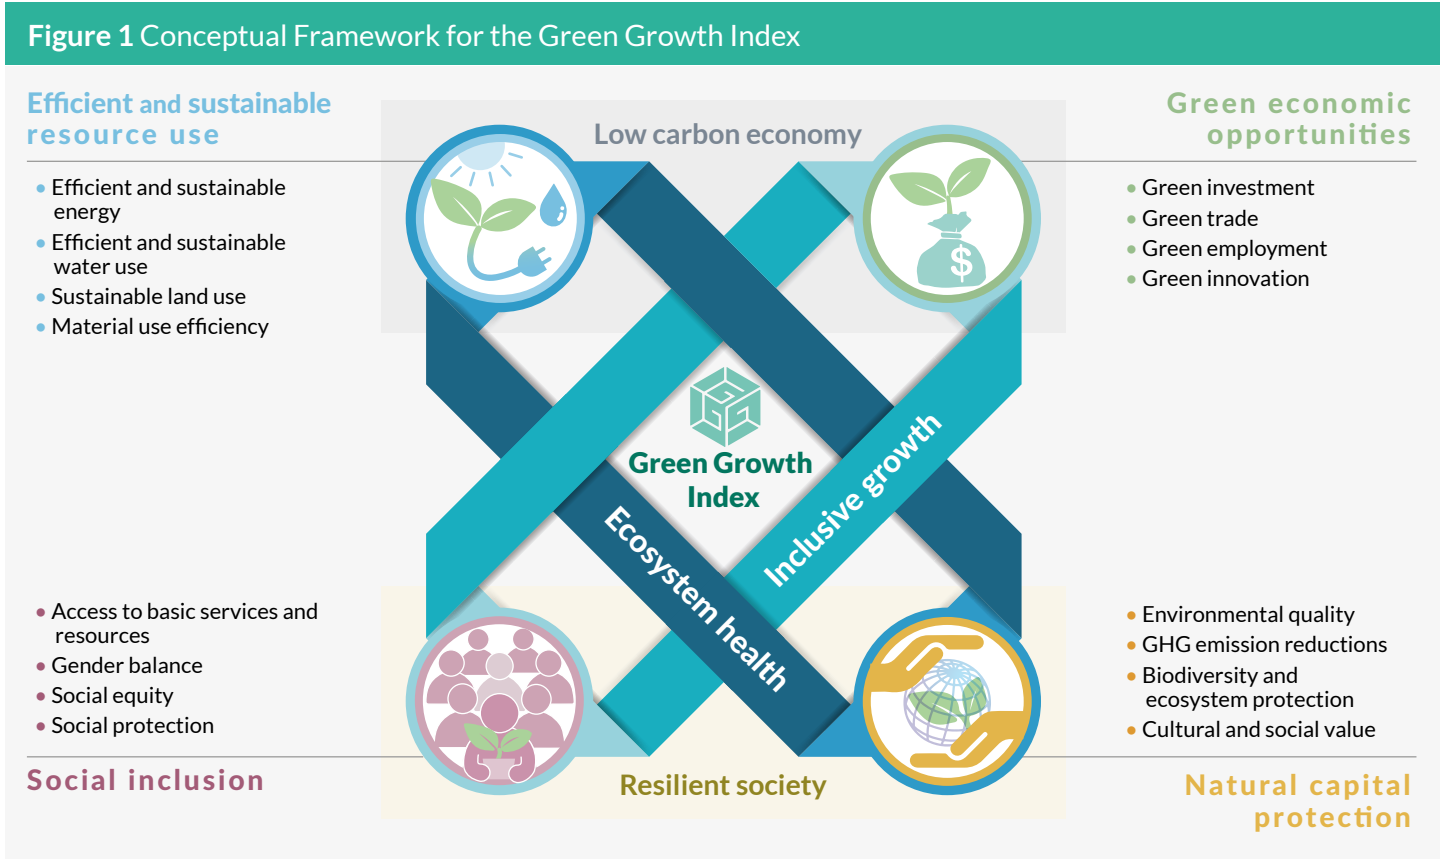 Figure 1 Conceptual Framework for the Green Growth Index
Efficient and sustainable
resource use
• Efficient and sustainable
energy
• Efficient and sustainable
water use
• Sustainable land use
• Material use efficiency
Low carbon economy
Green economic
opportunities
• Green investment
• Green trade
• Green employment
• Green innovation
$
Green Growth
Index
Inclusive growth
Ecosystem health
• Access to basic services and
resources
• Gender balance
• Social equity
• Social protection
Social inclusion
Resilient society
• Environmental quality
• GHG emission reductions
• Biodiversity and
ecosystem protection
• Cultural and social value
Natural capital
protection